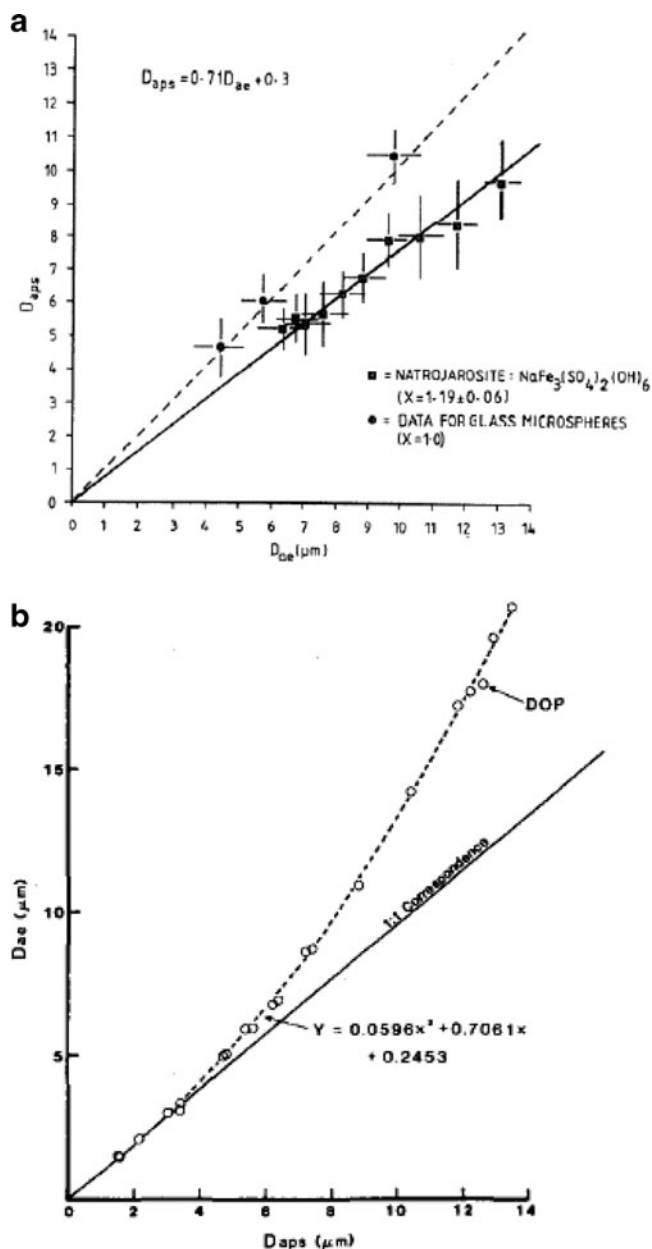 a
D_aps = 0·71D_ae + 0·3
14
13
12
11
10
9
8
7
6
5
4
3
2
1
0
D_aps
■ = NATROJAROSITE: NaFe₃(SO₄)₂(OH)₆
(X=1·19±0·06)
● = DATA FOR GLASS MICROSPHERES
(X=1·0)
0 1 2 3 4 5 6 7 8 9 10 11 12 13 14
D_ae(μm)
b
20
DOP
15
Dae (μm)
1:1 Correspondence
10
Y = 0.0596x² + 0.7061x
+ 0.2453
5
0 2 4 6 8 10 12 14
Daps (μm)